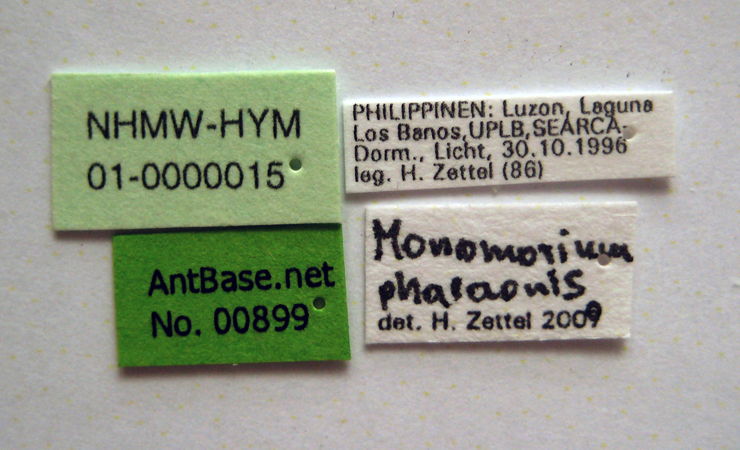 NHMW-HYM
01-0000015
PHILIPPINEN: Luzon, Laguna
Los Banos,UPLB,SEARCA-
Dorm., Licht, 30.10.1996
leg. H. Zettel (86)
AntBase.net
No. 00899
Monomorium
pharaonis
det. H. Zettel 2009